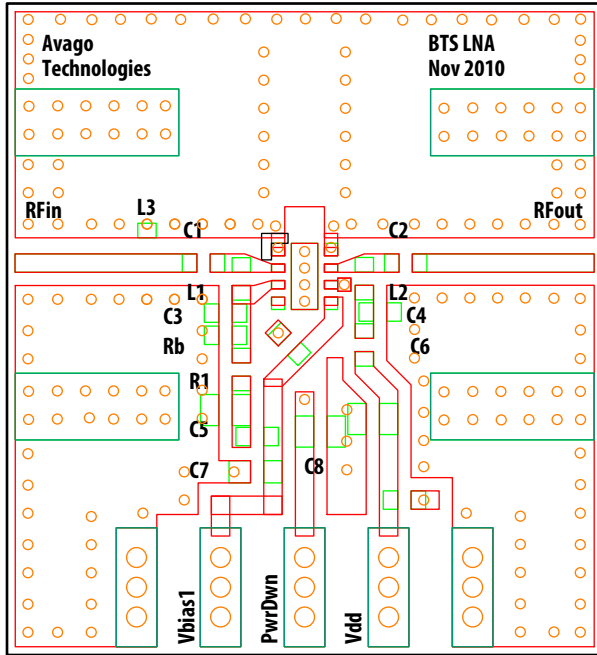 Avago
Technologies
BTS LNA
Nov 2010
RFin
L3
RFout
C1
C2
L1
L2
C3
C4
Rb
C6
R1
C5
C7
C8
Vbias1
PwrDwn
Vdd